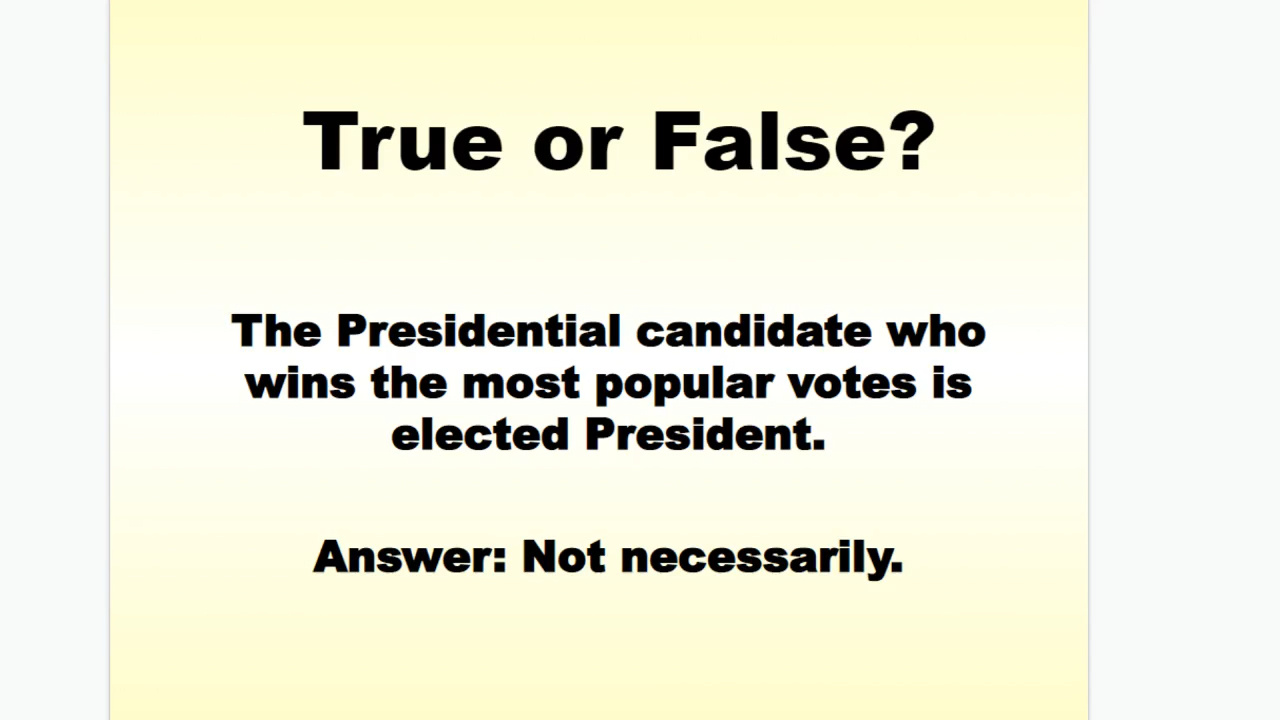 True or False?
The Presidential candidate who
wins the most popular votes is
elected President.
Answer: Not necessarily.